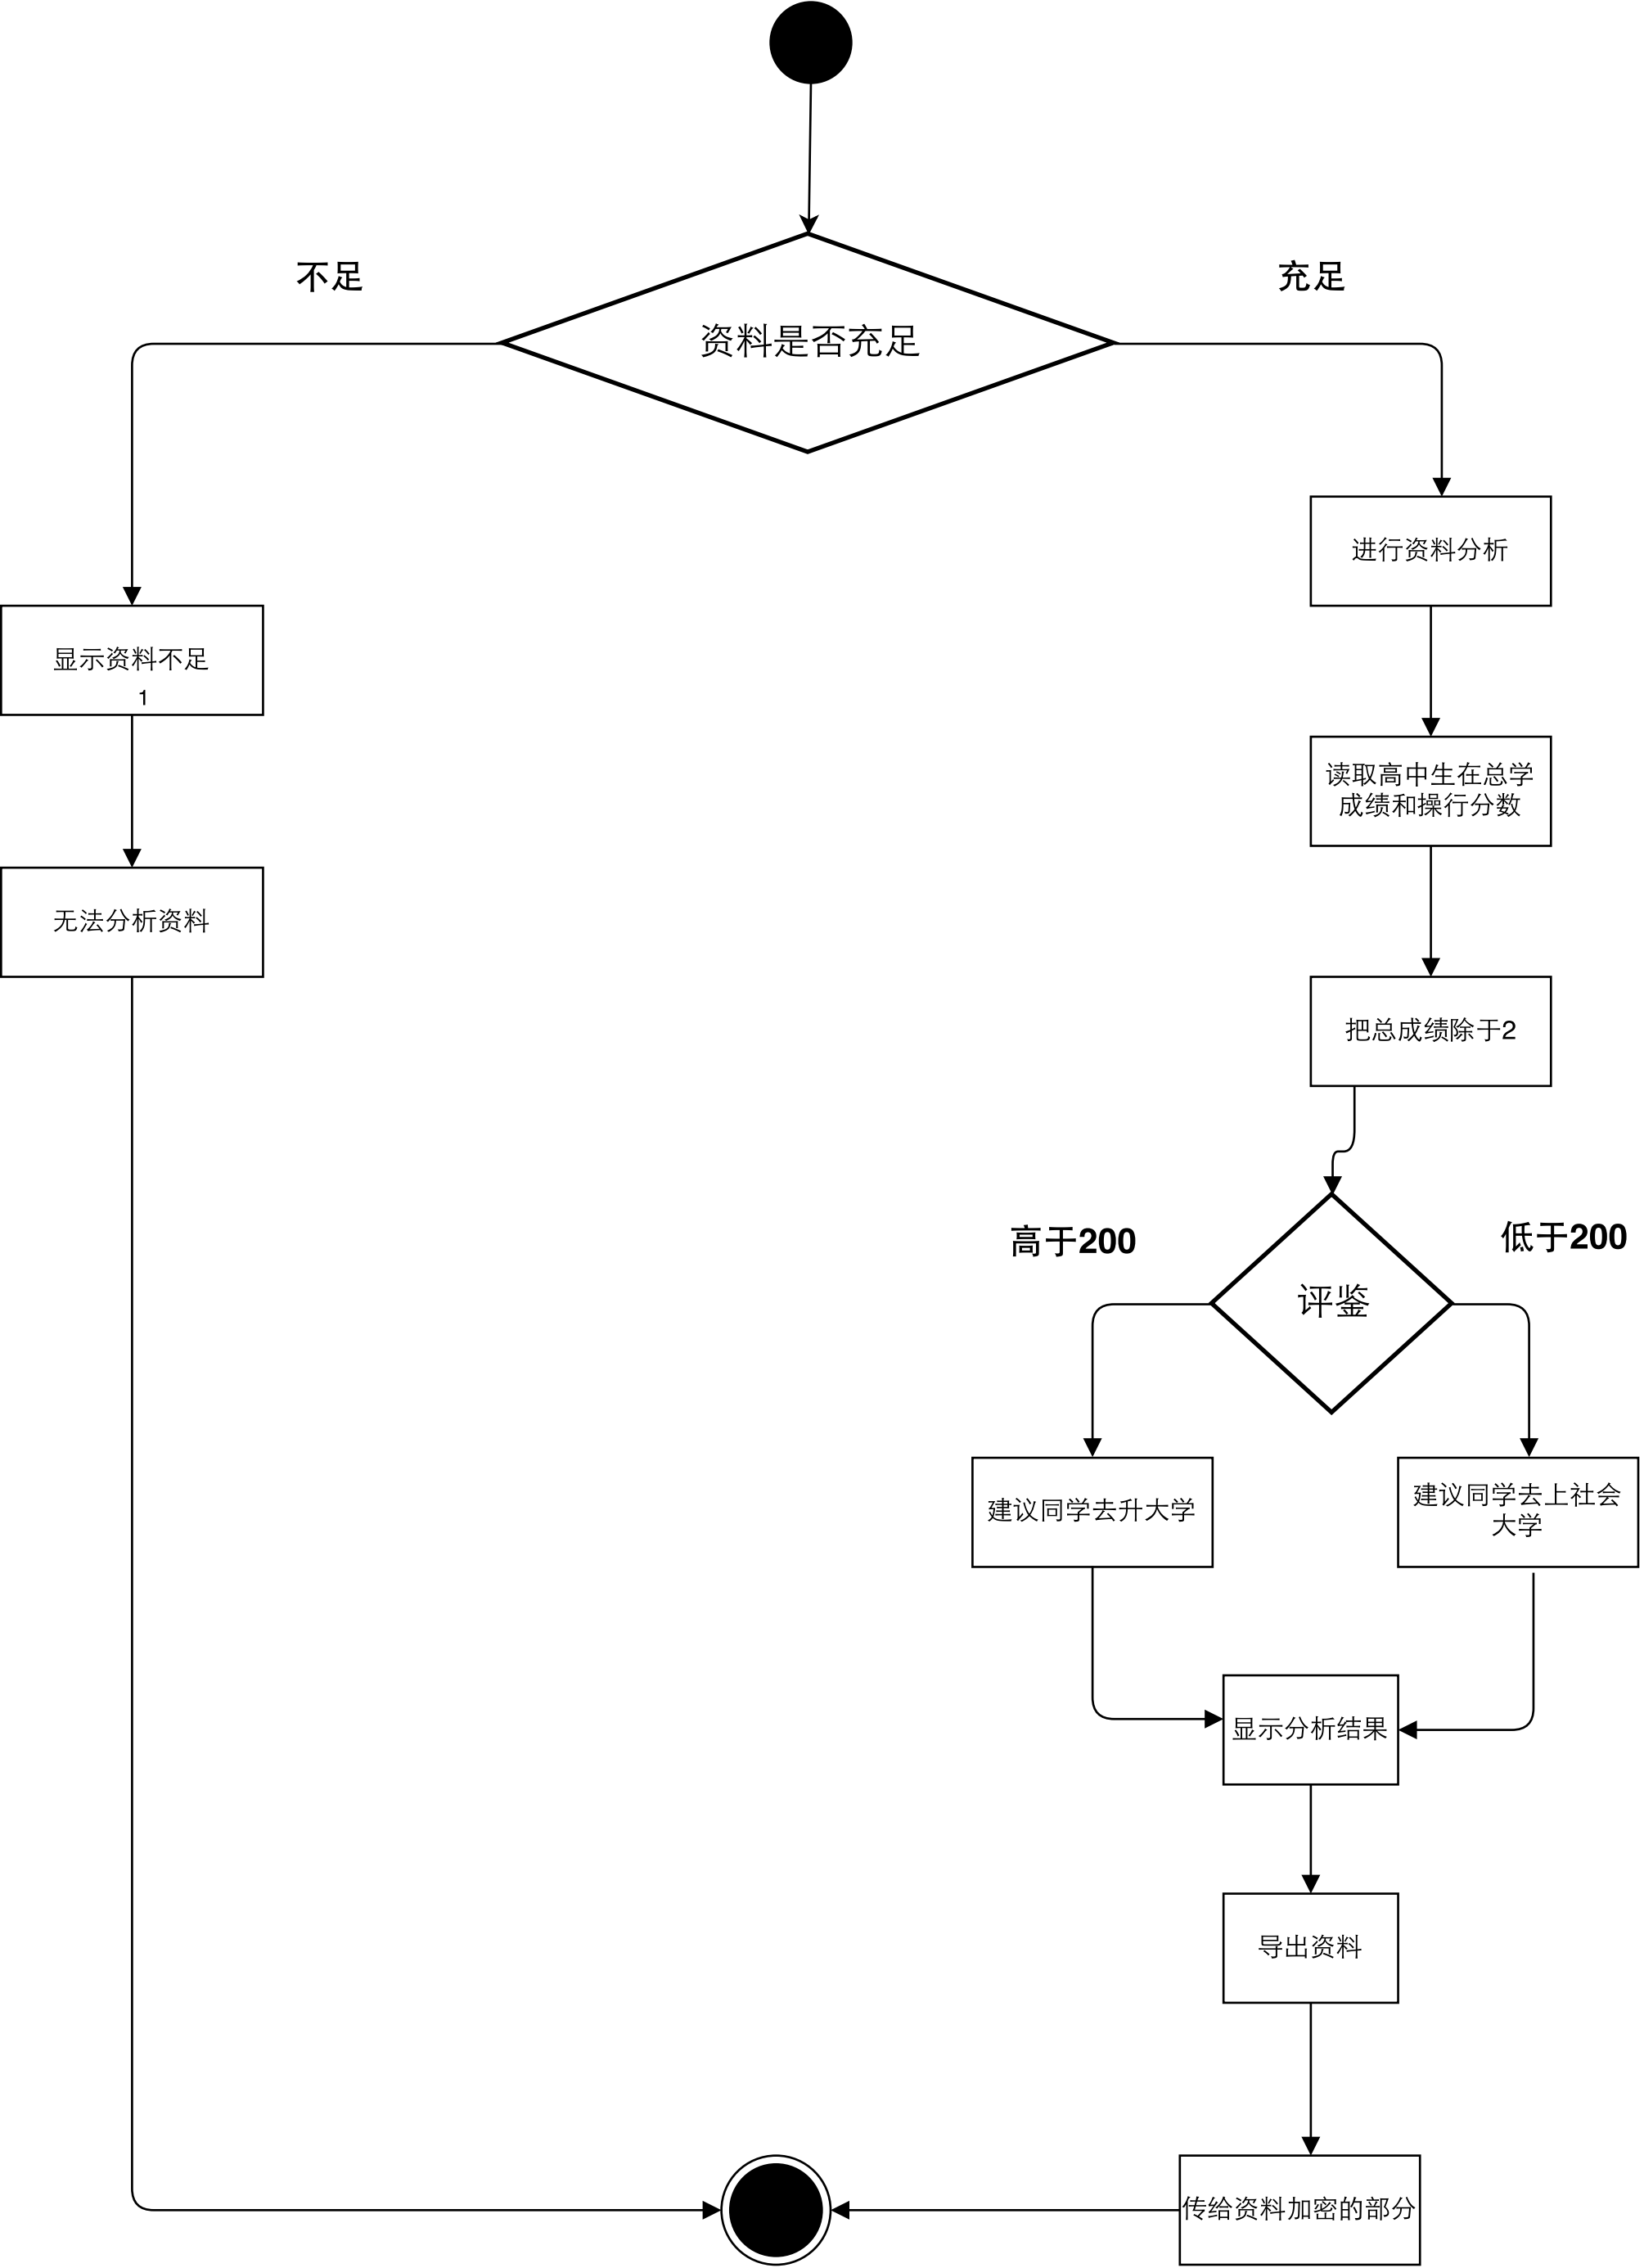 不足
充足
资料是否充足
进行资料分析
显示资料不足
1
读取高中生在总学
成绩和操行分数
无法分析资料
把总成绩除于2
高于200
低于200
评鉴
建议同学去升大学
建议同学去上社会
大学
显示分析结果
导出资料
传给资料加密的部分